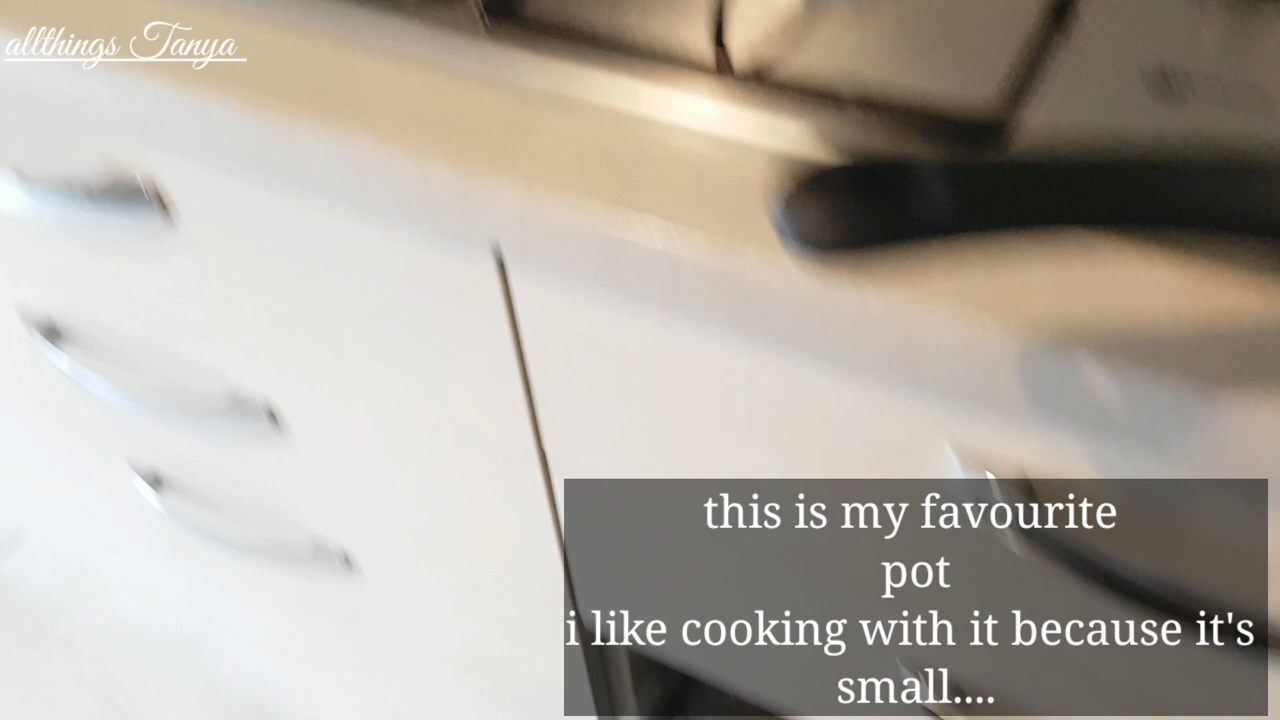 allthings Tanya
this is my favourite
pot
i like cooking with it because it's
small....